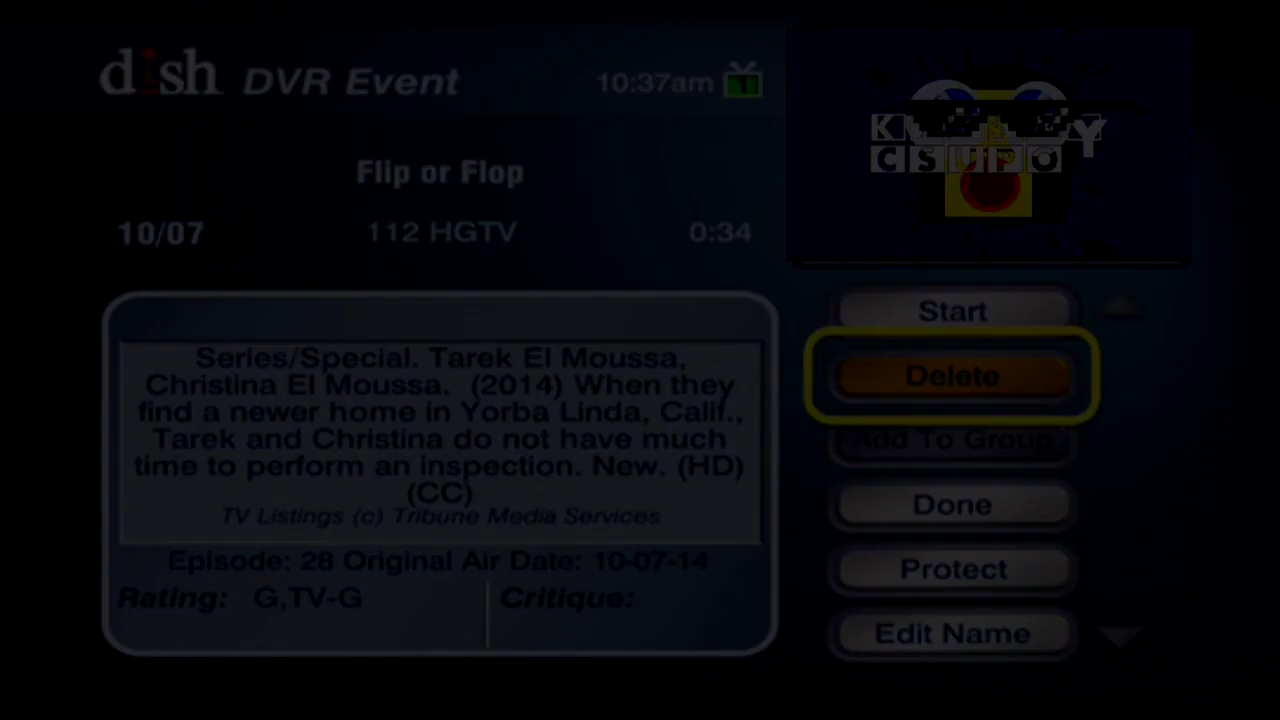 dish DVR Event 10:37am 1
Flip or Flop
10/07 112 HGTV 0:34
KLASKY
CSUPO
Series/Special. Tarek El Moussa,
Christina El Moussa. (2014) When they
find a newer home in Yorba Linda, Calif.,
Tarek and Christina do not have much
time to perform an inspection. New. (HD)
(CC)
TV Listings (c) Tribune Media Services
Episode: 28 Original Air Date: 10-07-14
Rating: G,TV-G Critique:
Start
Delete
Add To Group
Done
Protect
Edit Name